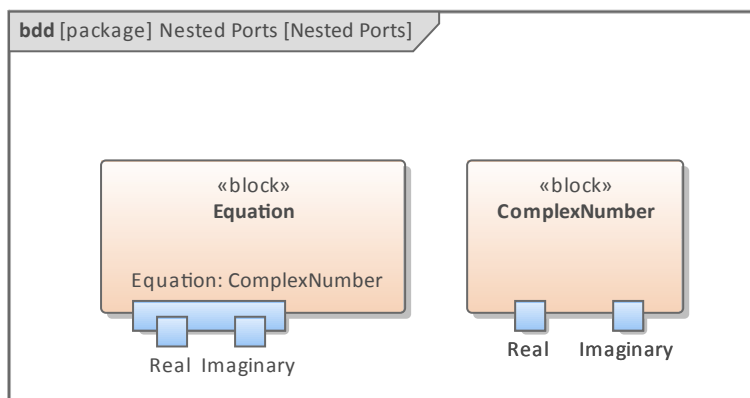 bdd [package] Nested Ports [Nested Ports]
«block»
Equation
Equation: ComplexNumber
Real Imaginary
«block»
ComplexNumber
Real Imaginary